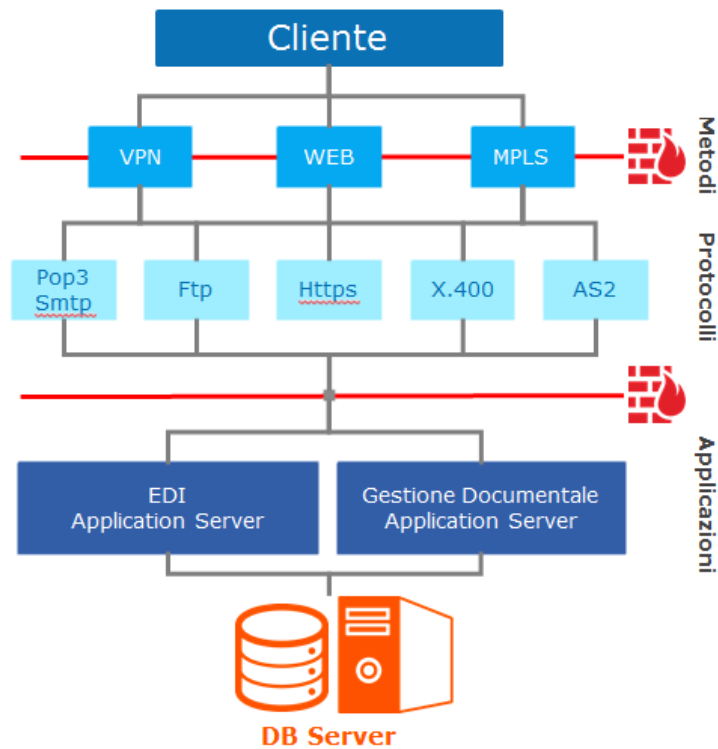 Cliente
VPN
WEB
MPLS
Metodi
Pop3
Smtp
Ftp
Https
X.400
AS2
Protocolli
EDI
Application Server
Gestione Documentale
Application Server
Applicazioni
DB Server